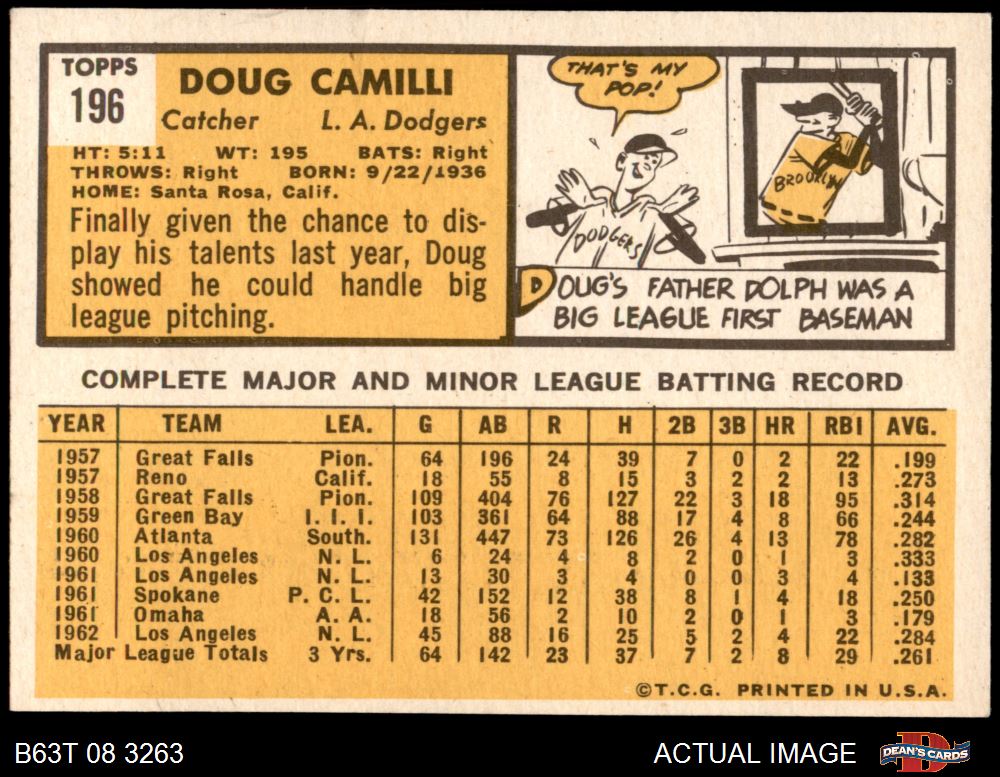 TOPPS
196
DOUG CAMILLI
Catcher L. A. Dodgers
HT: 5:11 WT: 195 BATS: Right
THROWS: Right BORN: 9/22/1936
HOME: Santa Rosa, Calif.
Finally given the chance to dis-
play his talents last year, Doug
showed he could handle big
league pitching.
THAT'S MY
POP!
DODGERS
BROOKLYN
DOUG'S FATHER DOLPH WAS A
BIG LEAGUE FIRST BASEMAN
COMPLETE MAJOR AND MINOR LEAGUE BATTING RECORD
YEAR TEAM LEA. G AB R H 2B 3B HR RBI AVG.
1957 Great Falls Pion. 64 196 24 39 7 0 2 22 .199
1957 Reno Calif. 18 55 8 15 3 2 2 13 .273
1958 Great Falls Pion. 109 404 76 127 22 3 18 95 .314
1959 Green Bay I. I. I. 103 361 64 88 17 4 8 66 .244
1960 Atlanta South. 131 447 73 126 26 4 13 78 .282
1960 Los Angeles N. L. 6 24 4 8 2 0 1 3 .333
1961 Los Angeles N. L. 13 30 3 4 0 0 3 4 .133
1961 Spokane P. C. L. 42 152 12 38 8 1 4 18 .250
1961 Omaha A. A. 18 56 2 10 2 0 1 3 .179
1962 Los Angeles N. L. 45 88 16 25 5 2 4 22 .284
Major League Totals 3 Yrs. 64 142 23 37 7 2 8 29 .261
©T.C.G. PRINTED IN U.S.A.
B63T 08 3263 ACTUAL IMAGE DEAN'S CARDS